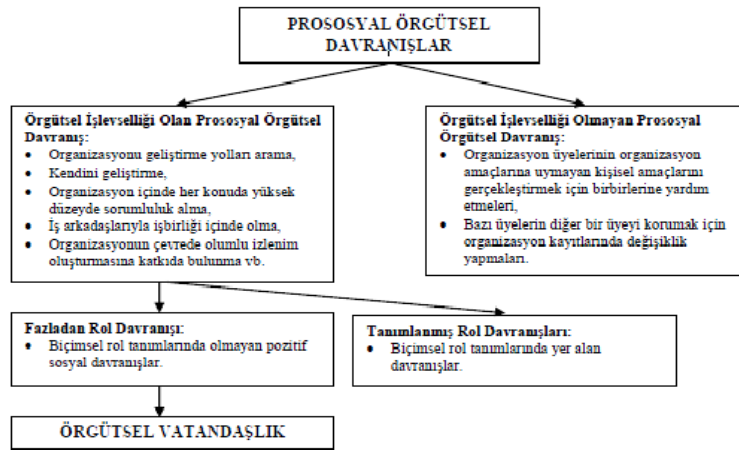 PROSOSYAL ÖRGÜTSEL
DAVRANIŞLAR
Örgütsel İşlevselliği Olan Prososyal Örgütsel
Davranış:
• Organizasyonu geliştirme yolları arama,
• Kendini geliştirme,
• Organizasyon içinde her konuda yüksek
düzeyde sorumluluk alma,
• İş arkadaşlarıyla işbirliği içinde olma,
• Organizasyonun çevrede olumlu izlenim
oluşturmasına katkıda bulunma vb.
Örgütsel İşlevselliği Olmayan Prososyal
Örgütsel Davranış:
• Organizasyon üyelerinin organizasyon
amaçlarına uymayan kişisel amaçlarını
gerçekleştirmek için birbirlerine yardım
etmeleri,
• Bazı üyelerin diğer bir üyeyi korumak için
organizasyon kayıtlarında değişiklik
yapmaları.
Fazladan Rol Davranışı:
• Biçimsel rol tanımlarında olmayan pozitif
sosyal davranışlar.
Tanımlanmış Rol Davranışları:
• Biçimsel rol tanımlarında yer alan
davranışlar.
ÖRGÜTSEL VATANDAŞLIK